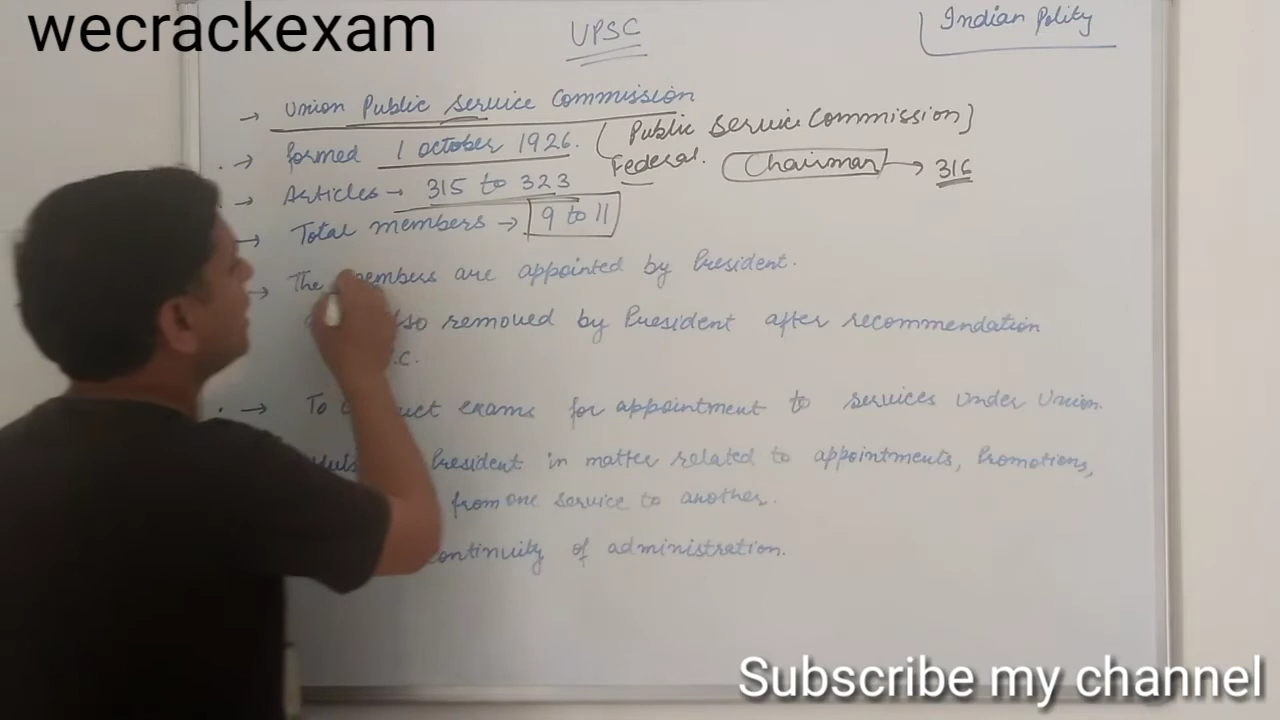 wecrackexam
UPSC
Indian Polity
→ Union Public Service Commission
→ formed 1 october 1926. (Public Service Commission)
Federal. Chairman → 316
→ Articles → 315 to 323
→ Total members → 9 to 11
→ The members are appointed by President.
also removed by President after recommendation
.C.
→ To conduct exams for appointment to services under Union.
President in matter related to appointments, Promotions,
from one service to another.
continuity of administration.
Subscribe my channel